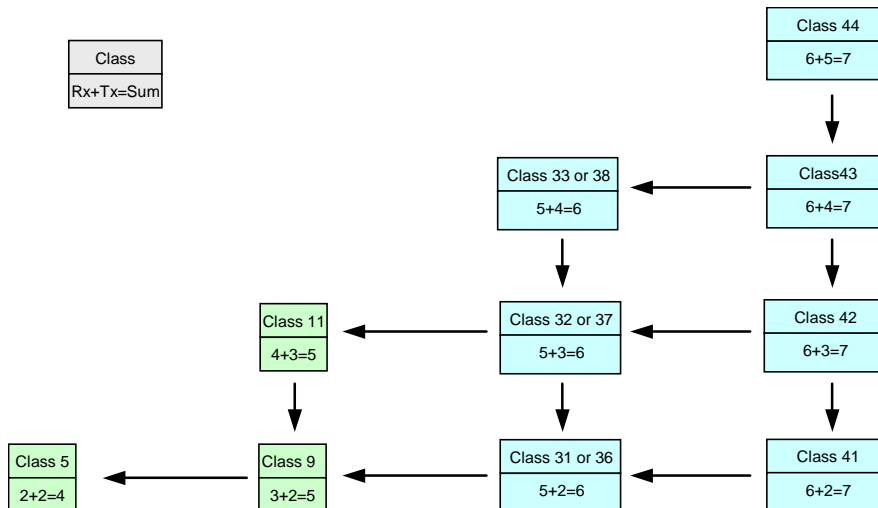 Class 44
6+5=7
Class
Rx+Tx=Sum
Class 33 or 38
5+4=6
Class43
6+4=7
Class 11
4+3=5
Class 32 or 37
5+3=6
Class 42
6+3=7
Class 5
2+2=4
Class 9
3+2=5
Class 31 or 36
5+2=6
Class 41
6+2=7